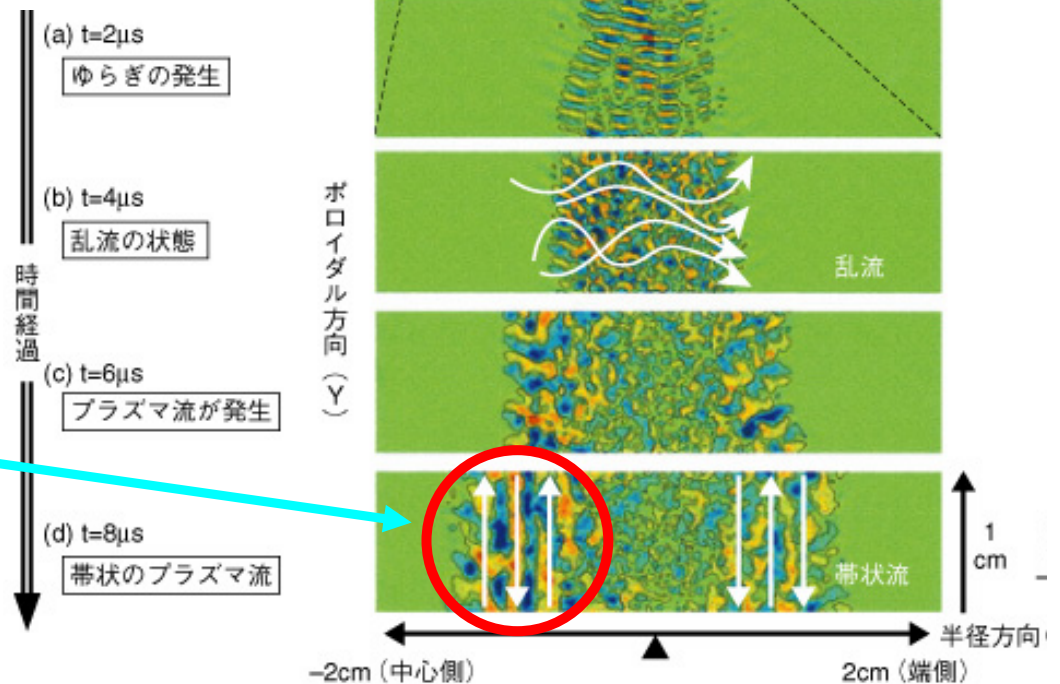 (a) t=2μs
ゆらぎの発生
(b) t=4μs
乱流の状態
時間経過
(c) t=6μs
プラズマ流が発生
(d) t=8μs
帯状のプラズマ流
ポロイダル方向（Y）
乱流
帯状流
1
cm
半径方向（
–2cm（中心側）
2cm（端側）